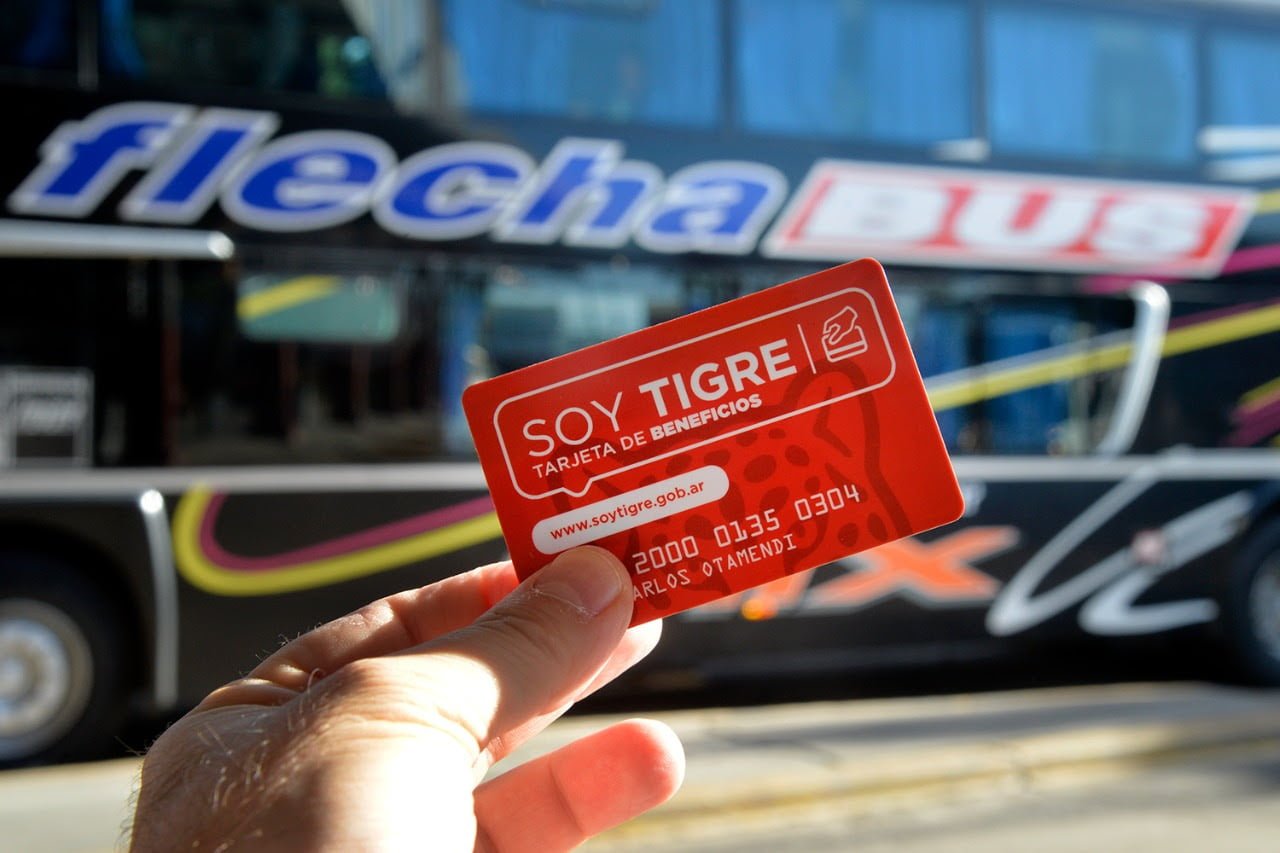 flecha BUS
SOY TIGRE
TARJETA DE BENEFICIOS
www.soytigre.gob.ar
2000 0135 0304
ARLOS OTAMENDI